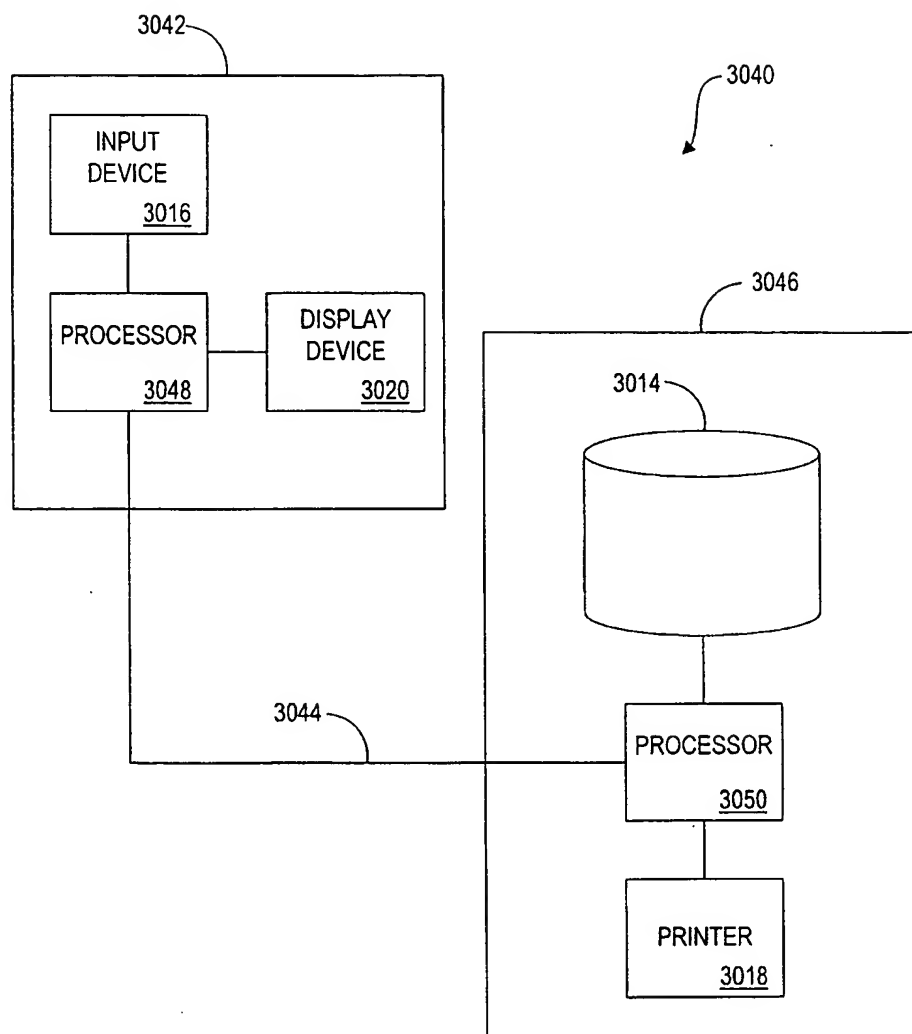 3042
3040
INPUT
DEVICE
3016
3046
PROCESSOR
3048
DISPLAY
DEVICE
3020
3014
3044
PROCESSOR
3050
PRINTER
3018